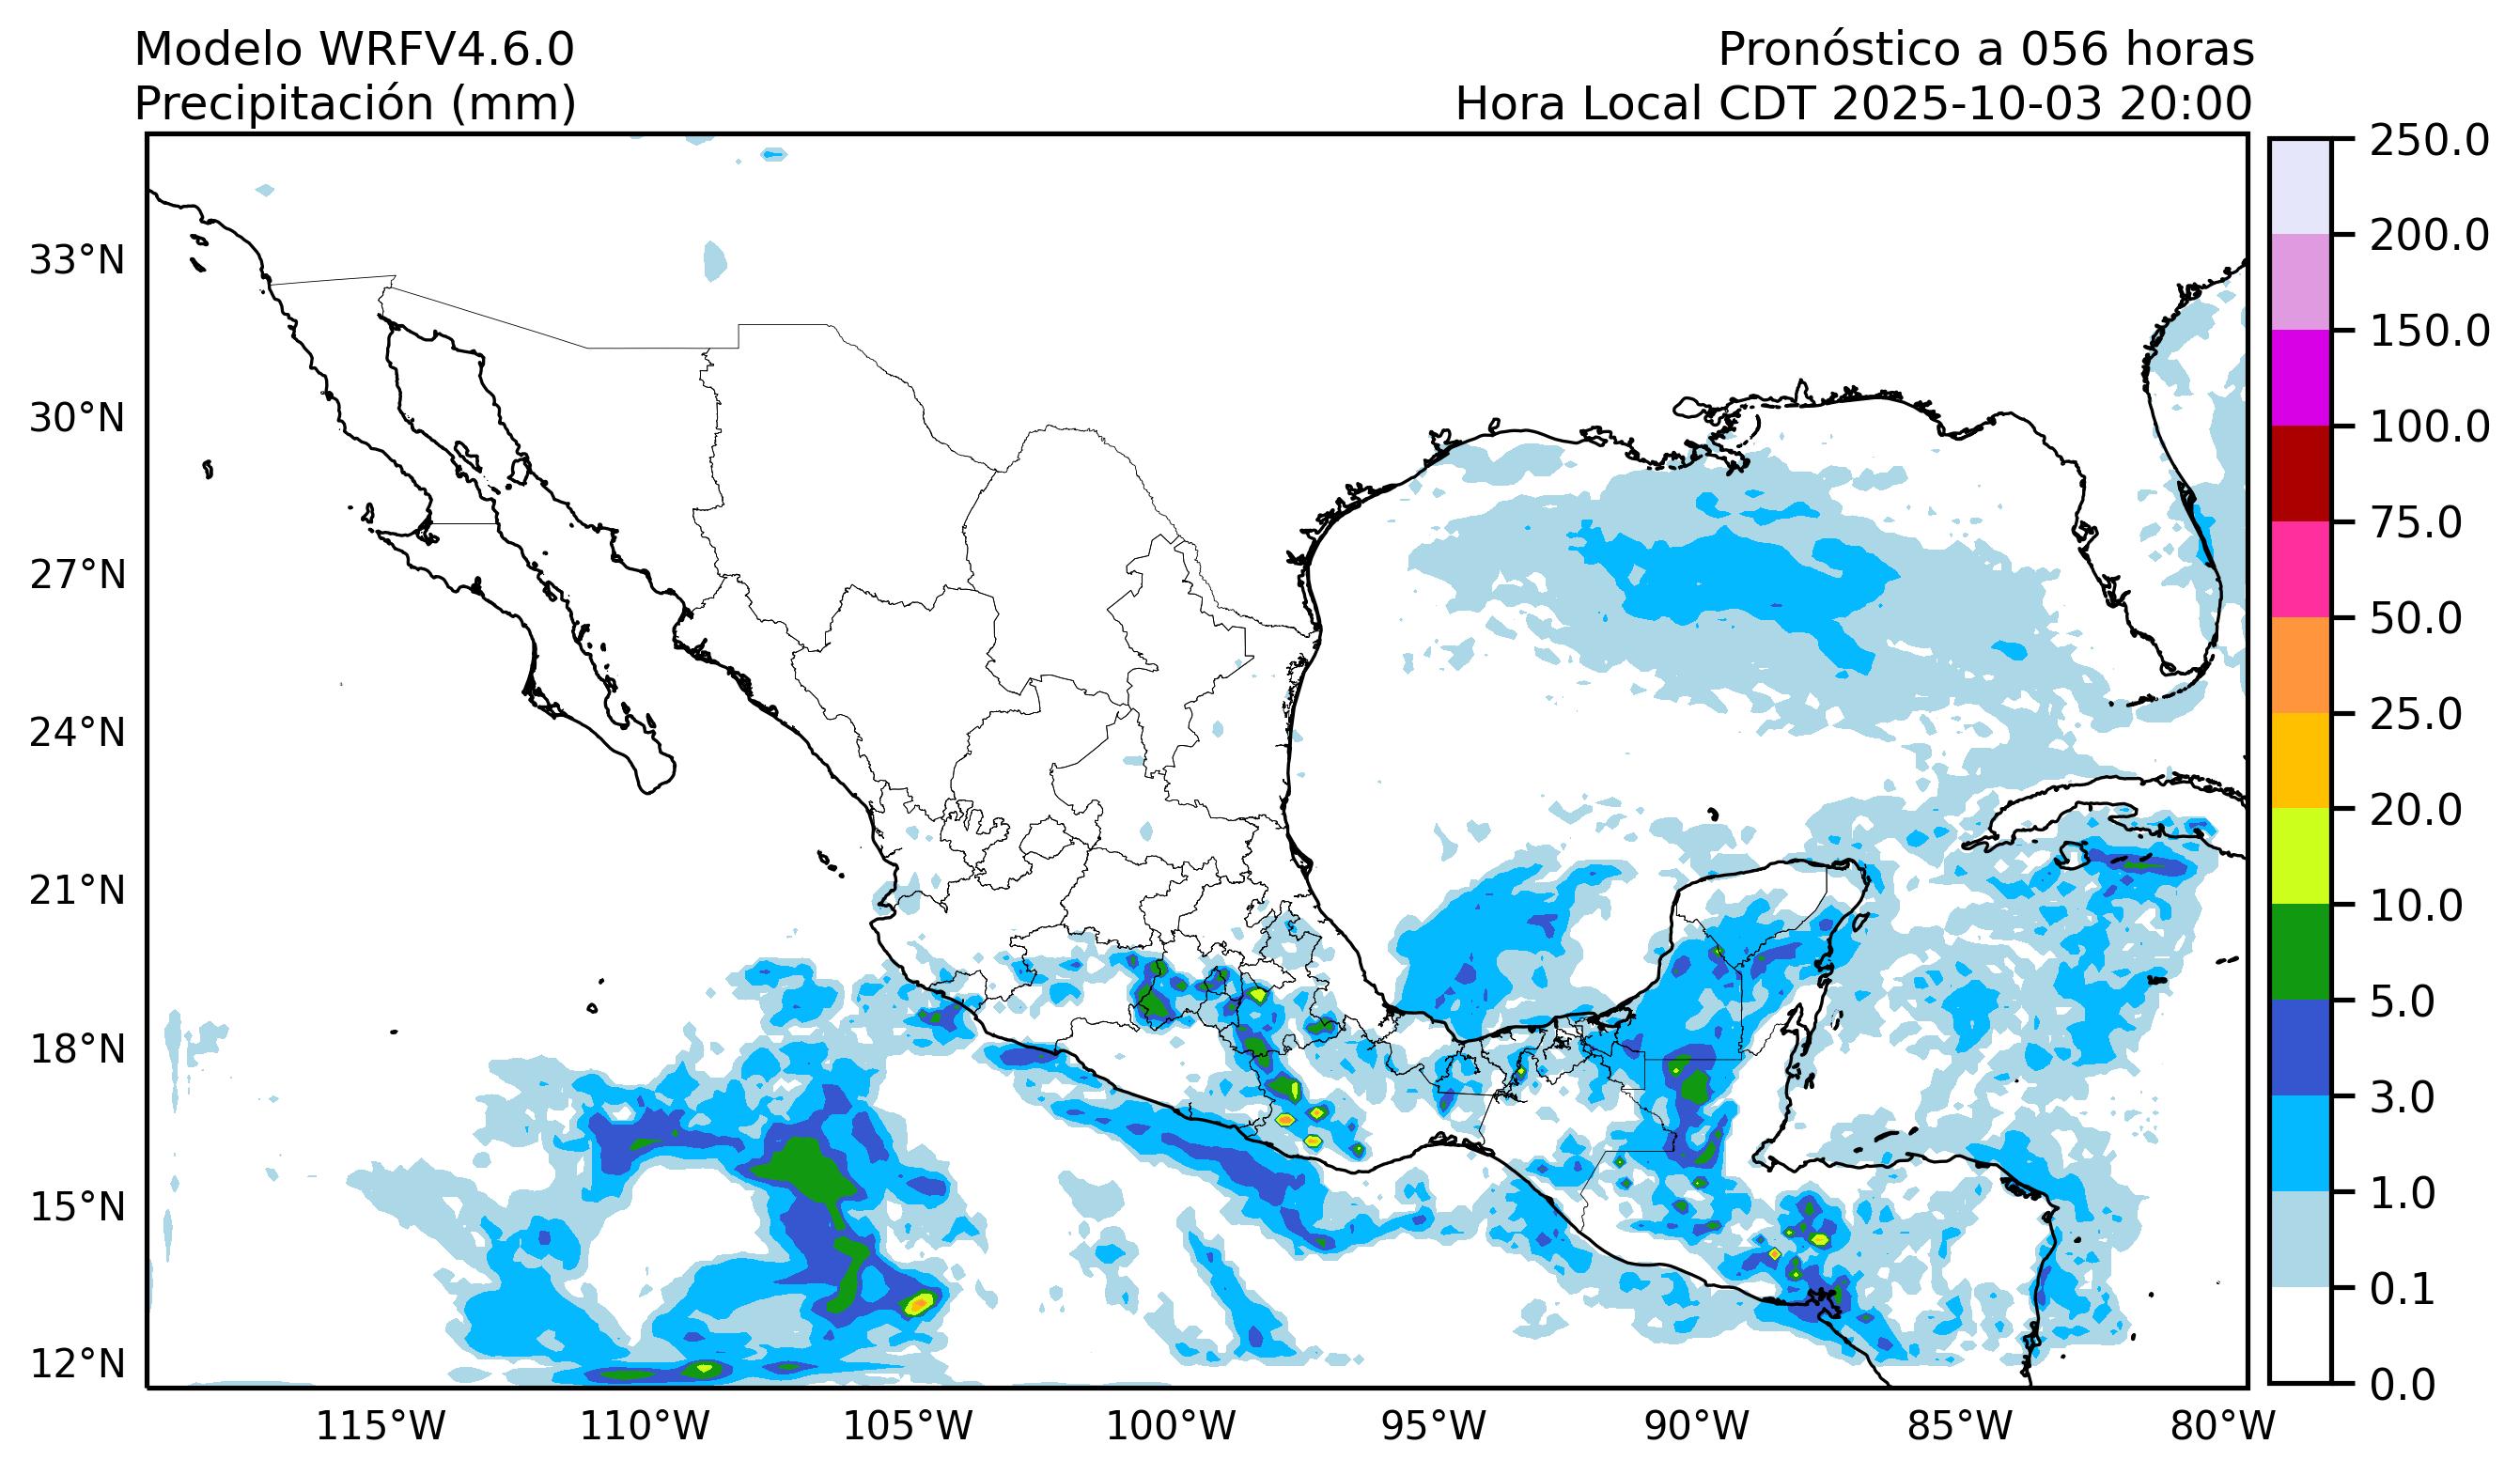 Modelo WRFV4.6.0
Precipitación (mm)
Pronóstico a 056 horas
Hora Local CDT 2025-10-03 20:00
33°N
30°N
27°N
24°N
21°N
18°N
15°N
12°N
115°W
110°W
105°W
100°W
95°W
90°W
85°W
80°W
250.0
200.0
150.0
100.0
75.0
50.0
25.0
20.0
10.0
5.0
3.0
1.0
0.1
0.0